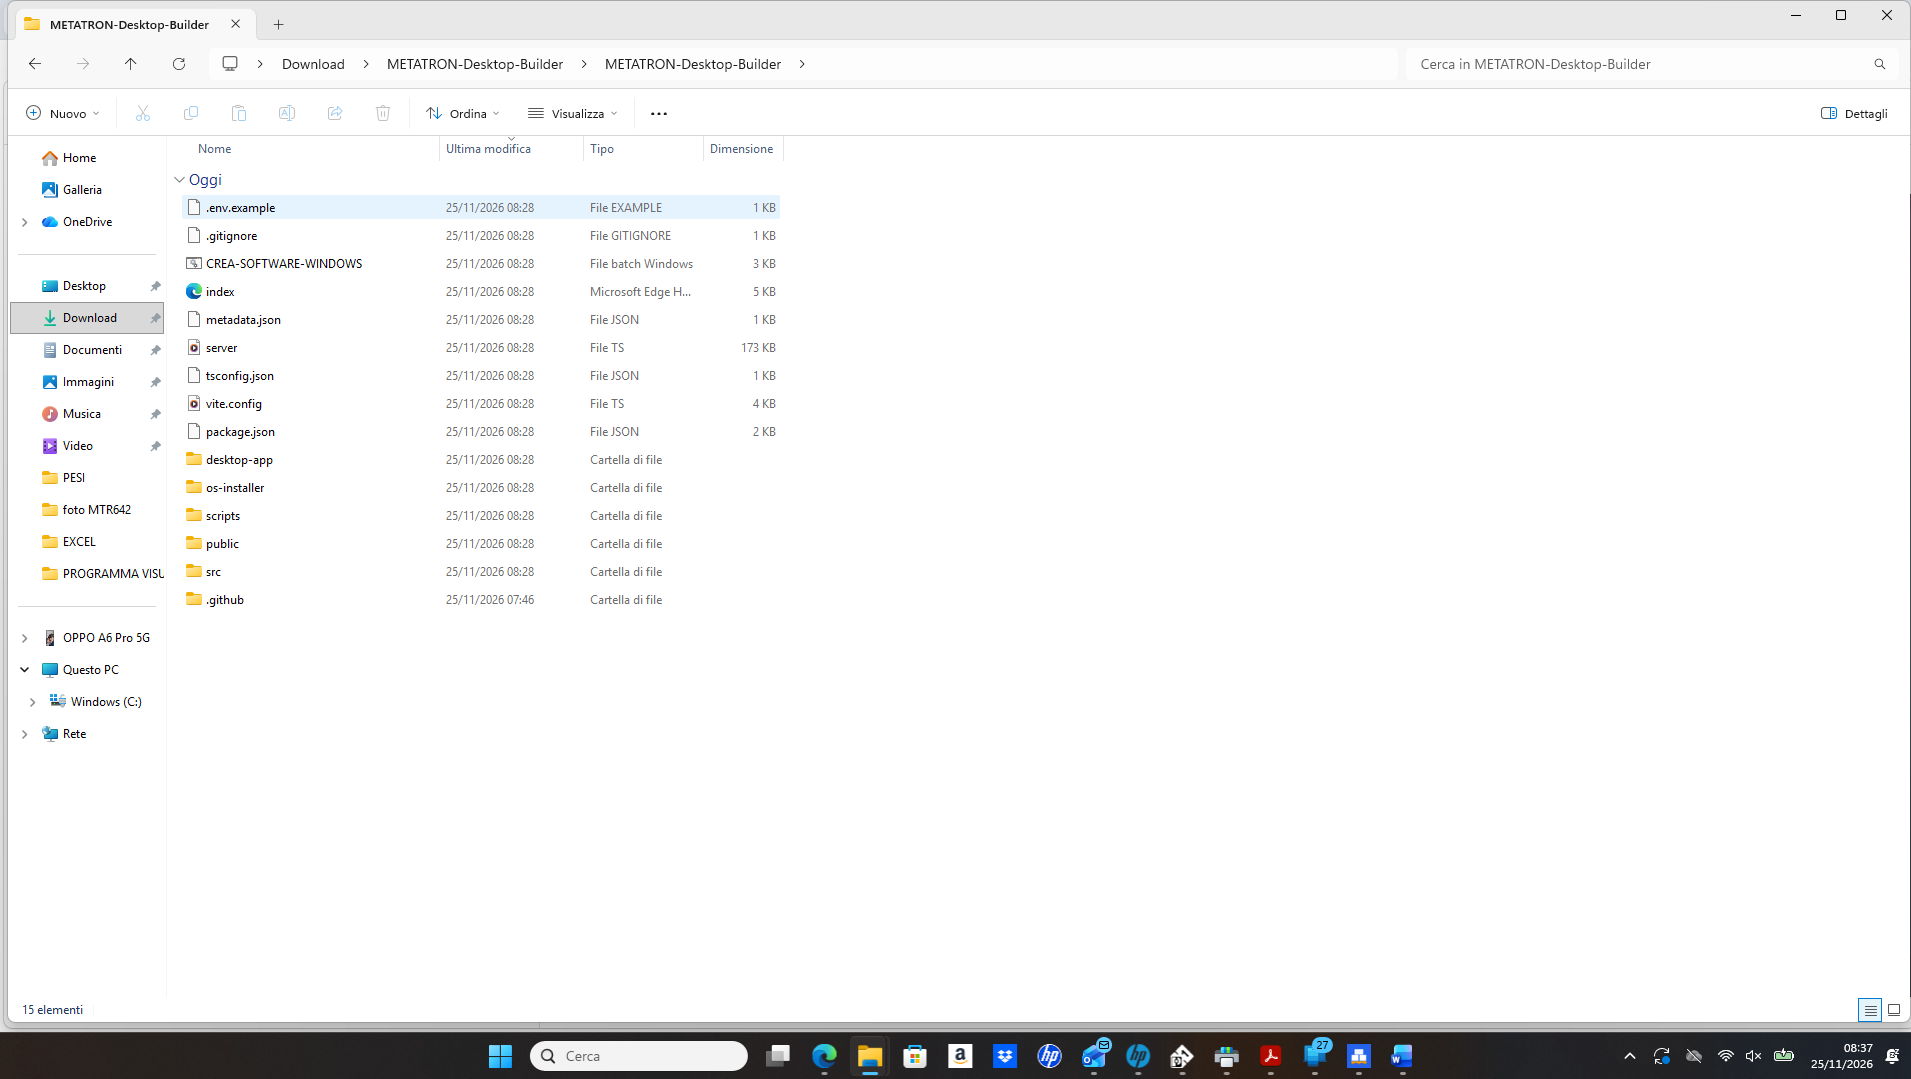 METATRON-Desktop-Builder
Download
METATRON-Desktop-Builder
METATRON-Desktop-Builder
Cerca in METATRON-Desktop-Builder
Nuovo
Ordina
Visualizza
Dettagli
Home
Galleria
OneDrive
Desktop
Download
Documenti
Immagini
Musica
Video
PESI
foto MTR642
EXCEL
PROGRAMMA VISU
OPPO A6 Pro 5G
Questo PC
Windows (C:)
Rete
Nome Ultima modifica Tipo Dimensione
Oggi
.env.example 25/11/2026 08:28 File EXAMPLE 1 KB
.gitignore 25/11/2026 08:28 File GITIGNORE 1 KB
CREA-SOFTWARE-WINDOWS 25/11/2026 08:28 File batch Windows 3 KB
index 25/11/2026 08:28 Microsoft Edge H... 5 KB
metadata.json 25/11/2026 08:28 File JSON 1 KB
server 25/11/2026 08:28 File TS 173 KB
tsconfig.json 25/11/2026 08:28 File JSON 1 KB
vite.config 25/11/2026 08:28 File TS 4 KB
package.json 25/11/2026 08:28 File JSON 2 KB
desktop-app 25/11/2026 08:28 Cartella di file
os-installer 25/11/2026 08:28 Cartella di file
scripts 25/11/2026 08:28 Cartella di file
public 25/11/2026 08:28 Cartella di file
src 25/11/2026 08:28 Cartella di file
.github 25/11/2026 07:46 Cartella di file
15 elementi
Cerca
a
hp
hp
27
W
08:37
25/11/2026